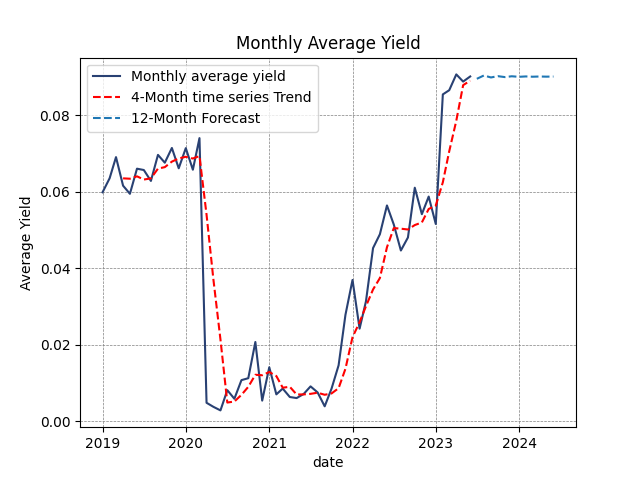 Monthly Average Yield
Monthly average yield
4-Month time series Trend
12-Month Forecast
Average Yield
0.08
0.06
0.04
0.02
0.00
2019 2020 2021 2022 2023 2024
date